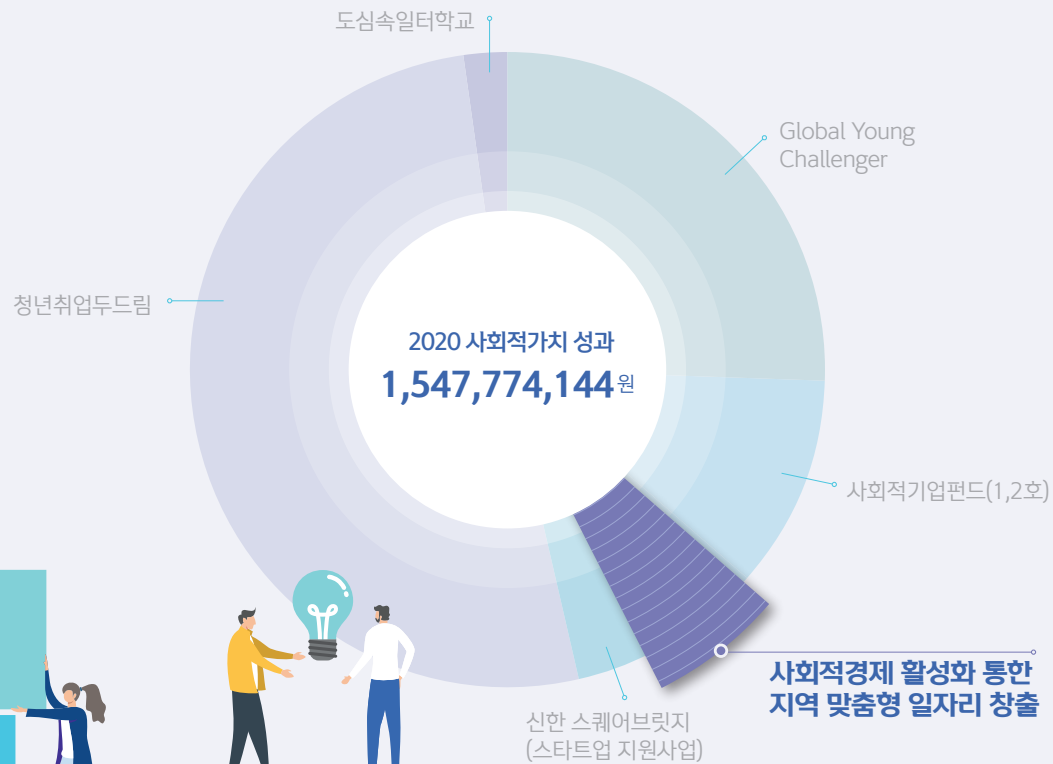 도심속일터학교
Global Young
Challenger
청년취업두드림
2020 사회적가치 성과
1,547,774,144원
사회적기업펀드(1,2호)
사회적경제 활성화 통한
지역 맞춤형 일자리 창출
신한 스퀘어브릿지
(스타트업 지원사업)